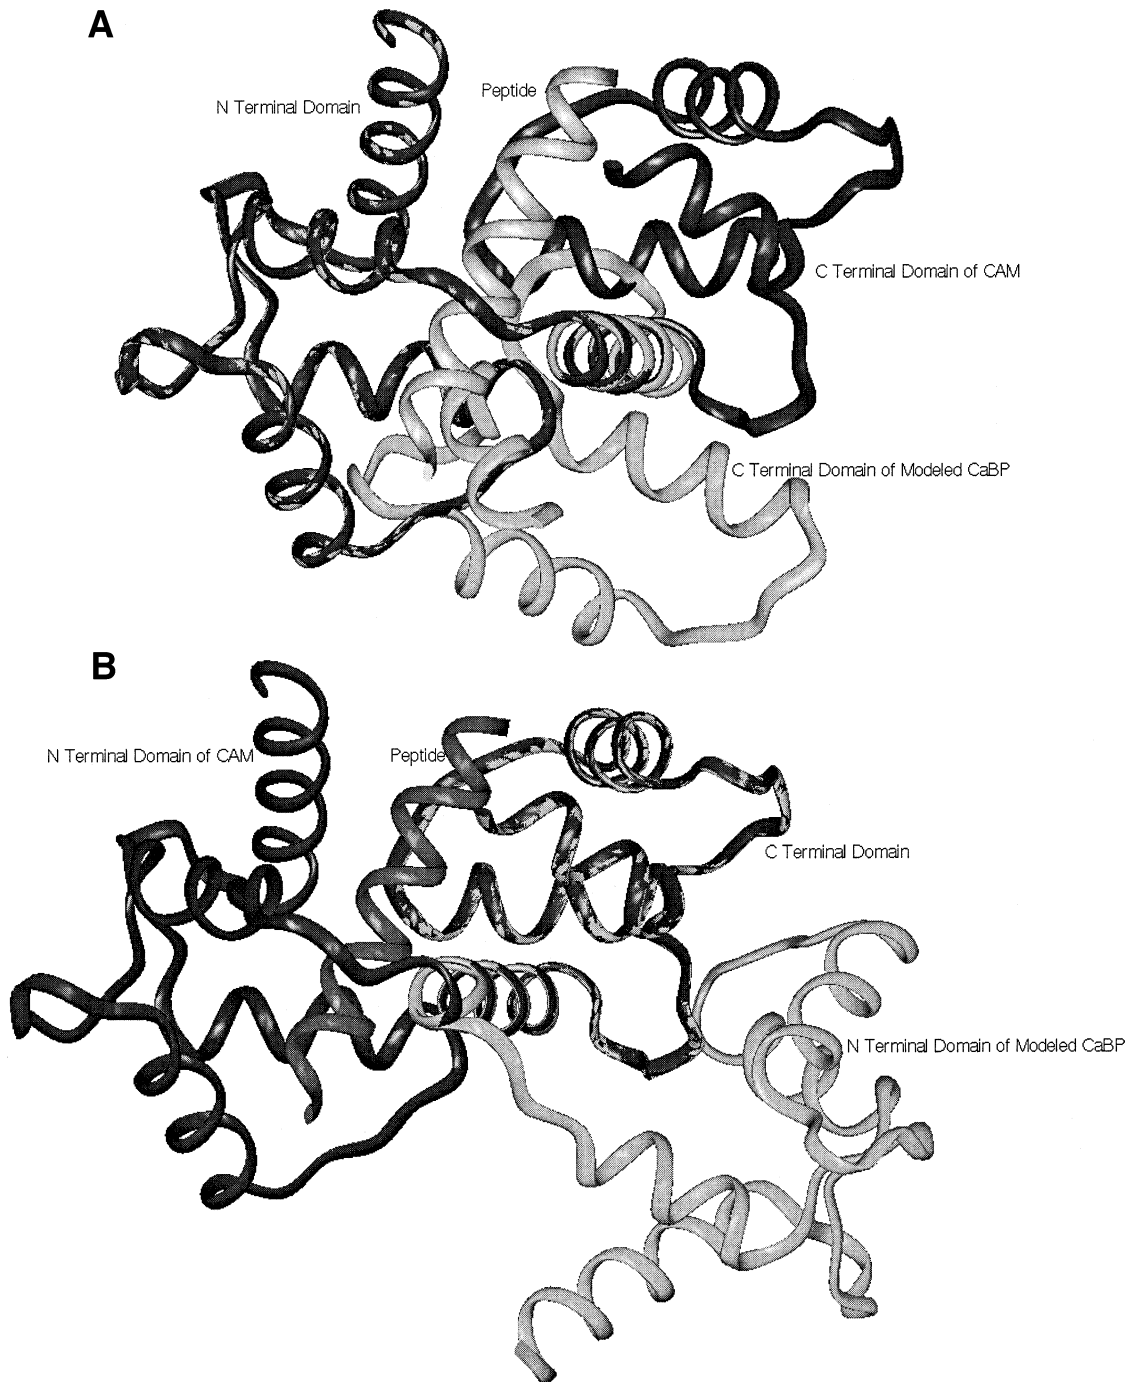 A
N Terminal Domain
Peptide
C Terminal Domain of CAM
C Terminal Domain of Modeled CaBP
B
N Terminal Domain of CAM
Peptide
C Terminal Domain
N Terminal Domain of Modeled CaBP